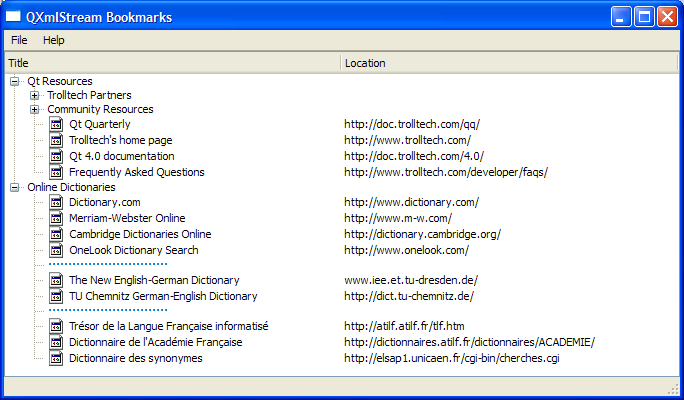 QXmlStream Bookmarks
File Help
Title Location
Qt Resources
Trolltech Partners
Community Resources
Qt Quarterly http://doc.trolltech.com/qq/
Trolltech's home page http://www.trolltech.com/
Qt 4.0 documentation http://doc.trolltech.com/4.0/
Frequently Asked Questions http://www.trolltech.com/developer/faqs/
Online Dictionaries
Dictionary.com http://www.dictionary.com/
Merriam-Webster Online http://www.m-w.com/
Cambridge Dictionaries Online http://dictionary.cambridge.org/
OneLook Dictionary Search http://www.onelook.com/
The New English-German Dictionary www.iee.et.tu-dresden.de/
TU Chemnitz German-English Dictionary http://dict.tu-chemnitz.de/
Trésor de la Langue Française informatisé http://atilf.atilf.fr/tlf.htm
Dictionnaire de l'Académie Française http://dictionnaires.atilf.fr/dictionnaires/ACADEMIE/
Dictionnaire des synonymes http://elsap1.unicaen.fr/cgi-bin/cherches.cgi